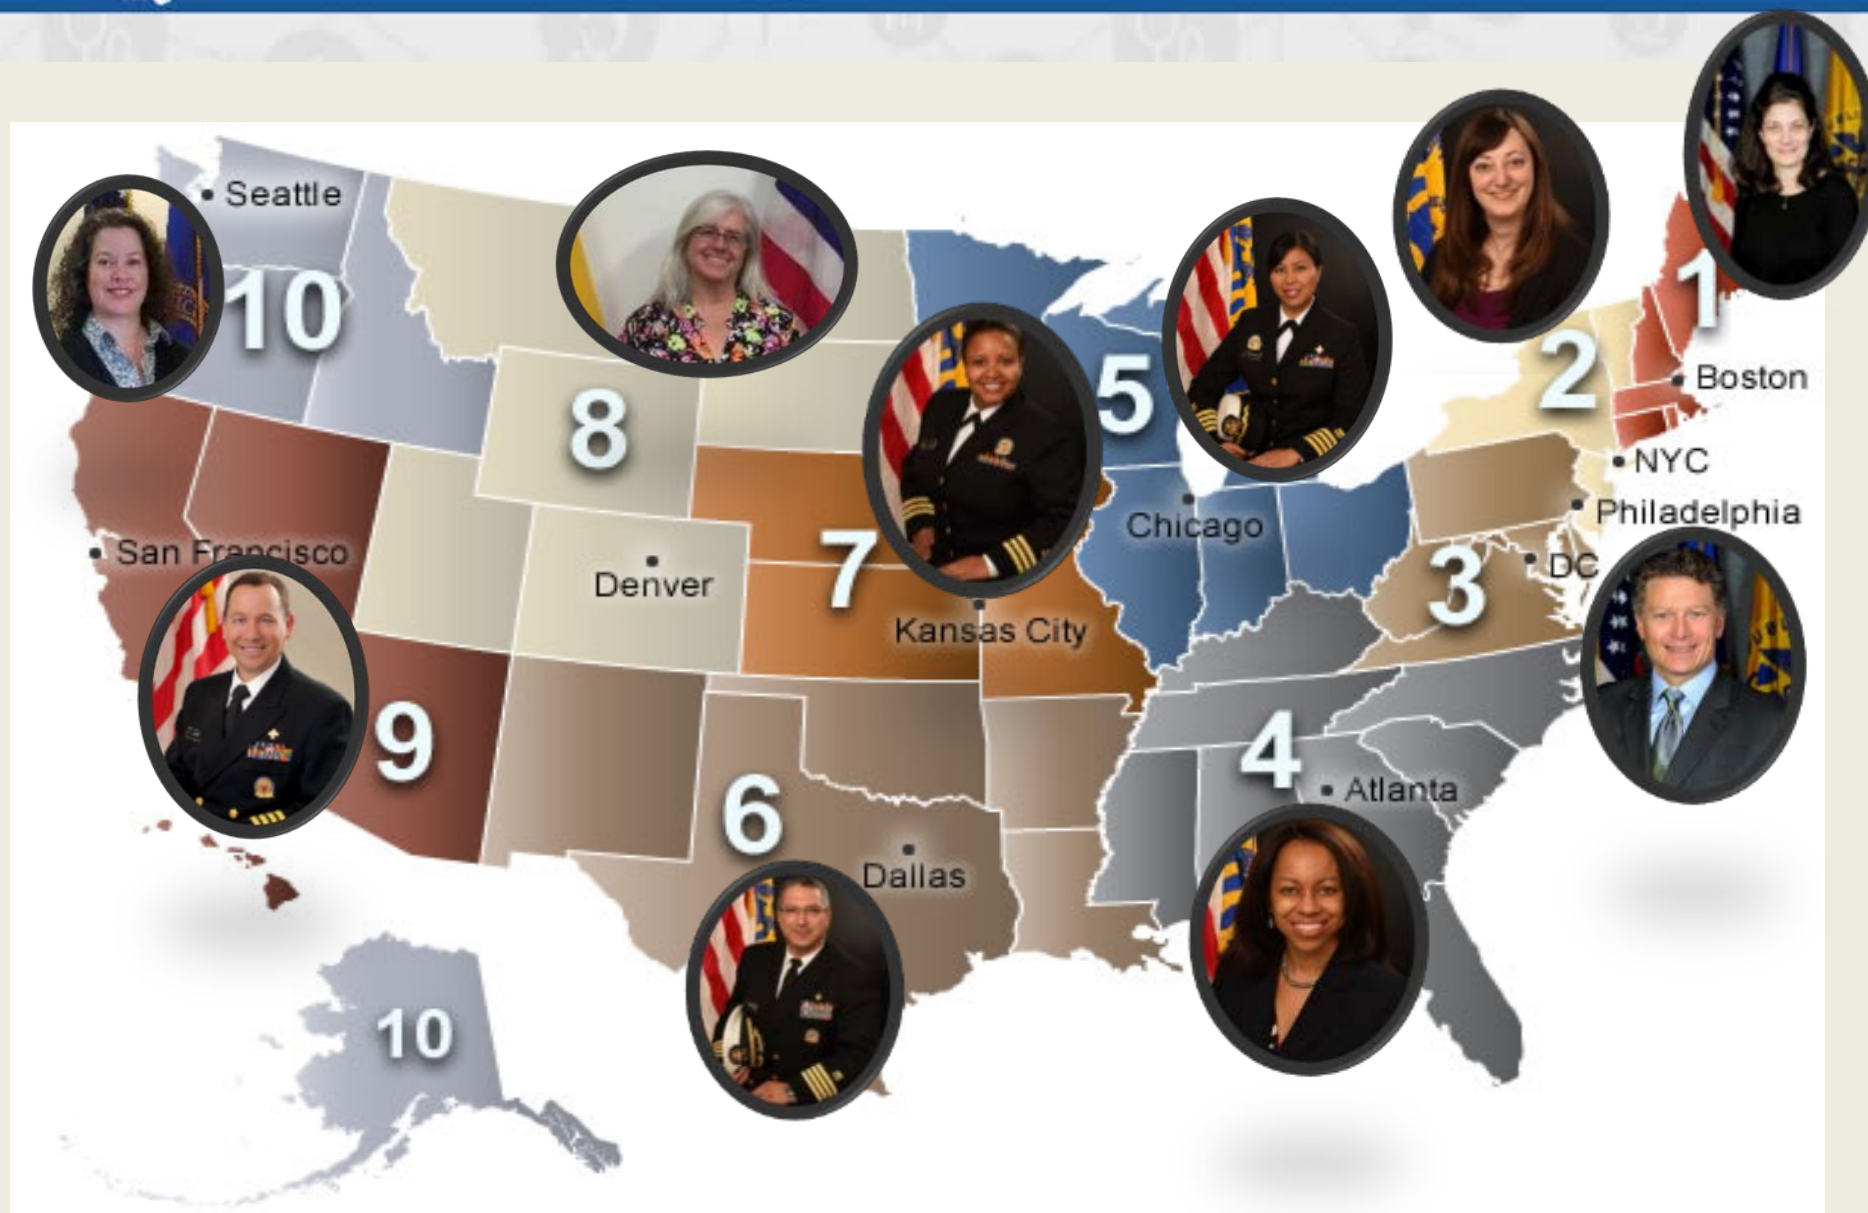 Seattle
10
1
8
5
2
Boston
NYC
Chicago
Philadelphia
San Francisco
Denver
7
3
DC
Kansas City
9
4
6
Atlanta
Dallas
10